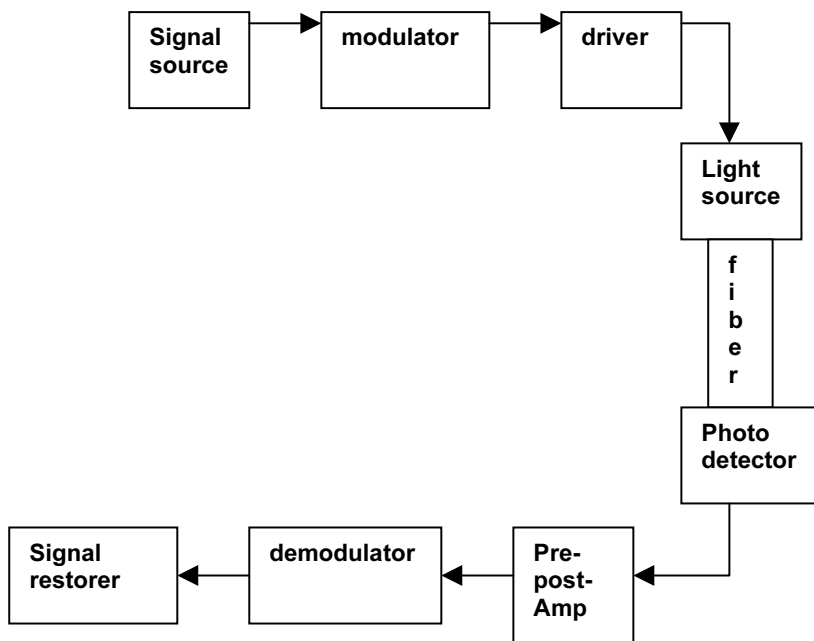 Signal
source
modulator
driver
Light
source
f
i
b
e
r
Photo
detector
Pre-
post-
Amp
demodulator
Signal
restorer